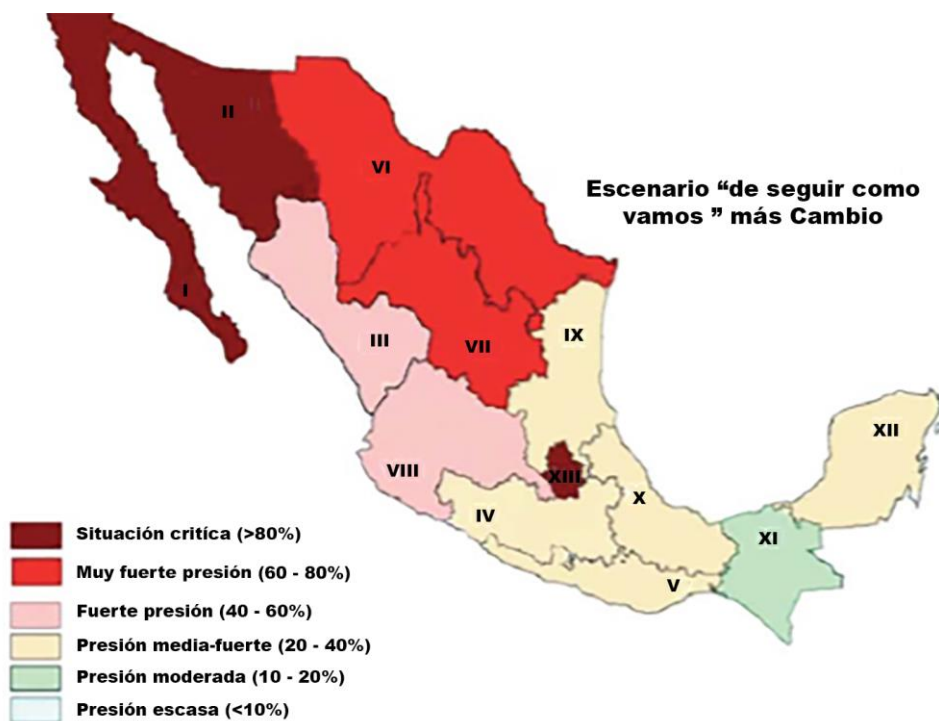 II
VI
Escenario “de seguir como
vamos ” más Cambio
I
III
VII
IX
XII
VIII
XIII
IV
X
XI
V
Situación critíca (>80%)
Muy fuerte presión (60 - 80%)
Fuerte presión (40 - 60%)
Presión media-fuerte (20 - 40%)
Presión moderada (10 - 20%)
Presión escasa (<10%)